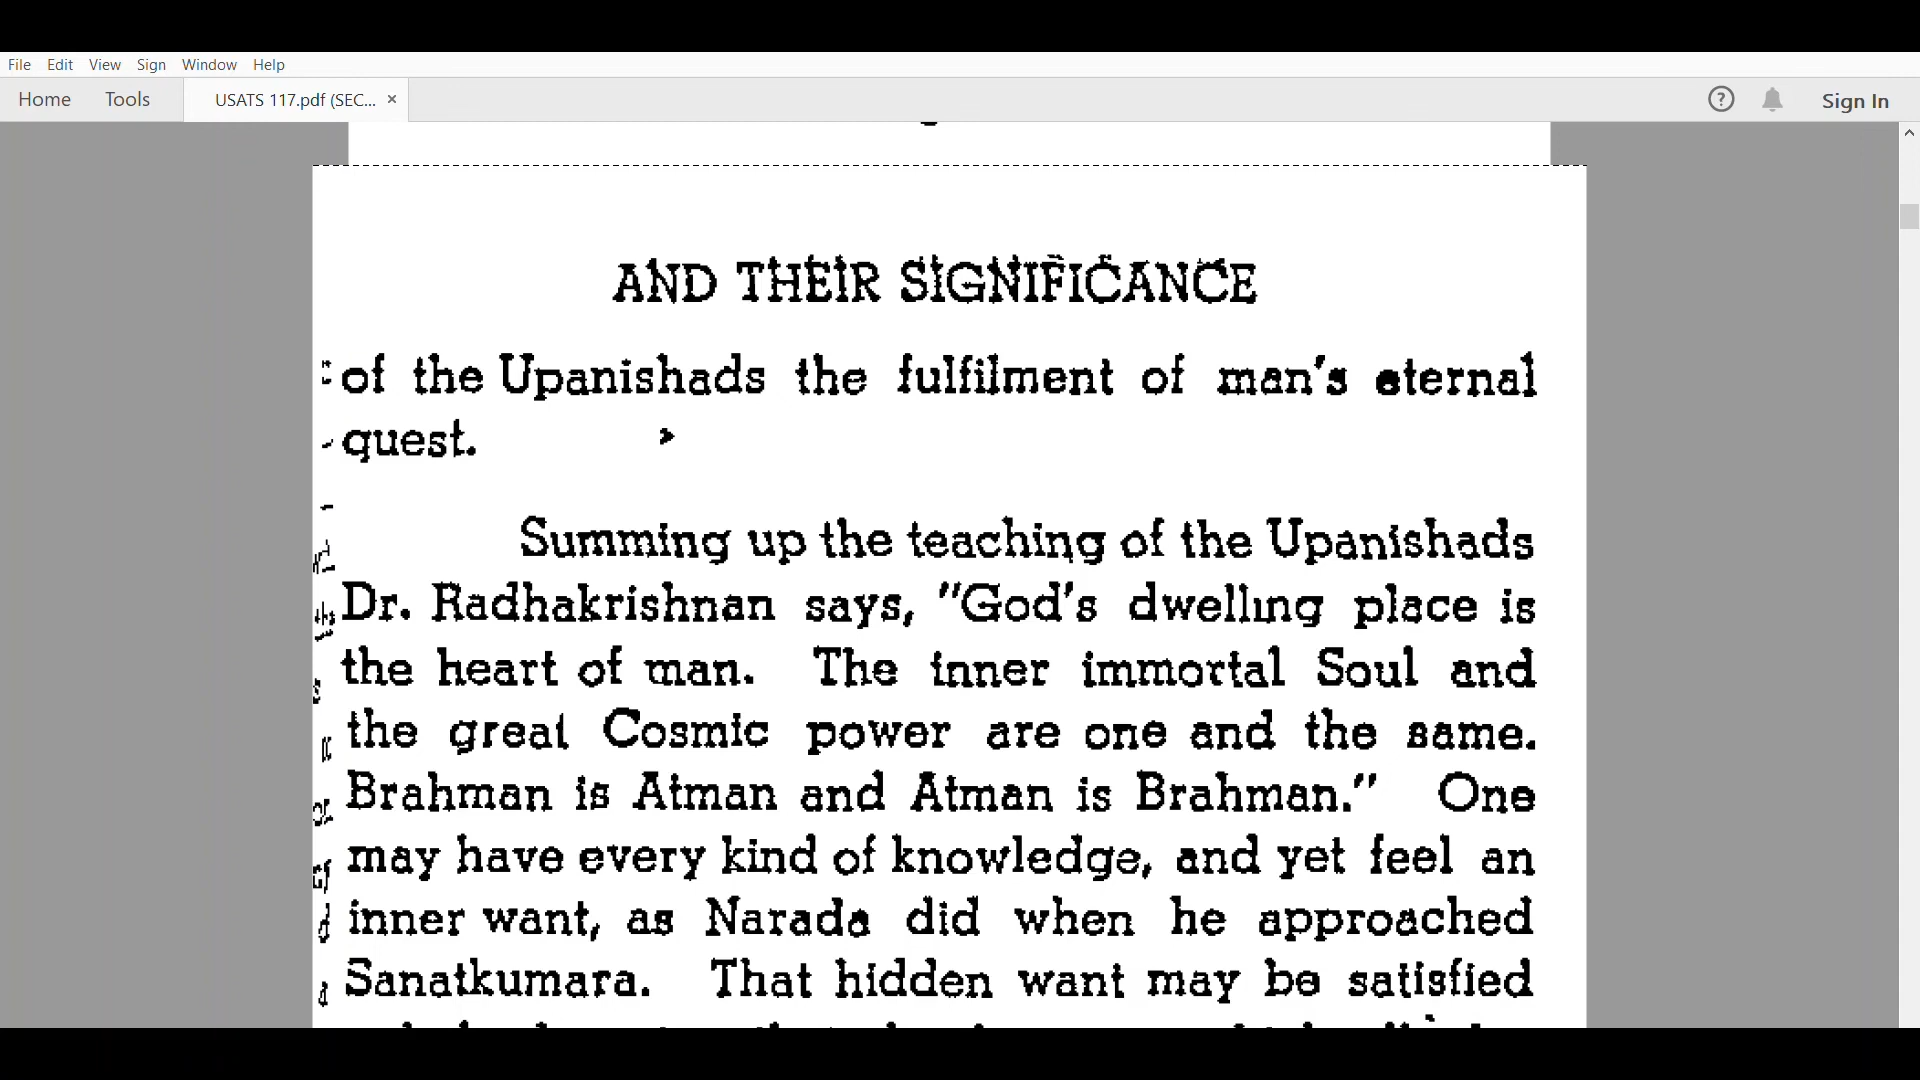 File Edit View Sign Window Help
Home Tools USATS 117.pdf (SEC... × ? Sign In
AND THEIR SIGNIFICANCE
of the Upanishads the fulfilment of man's eternal
quest.
Summing up the teaching of the Upanishads
Dr. Radhakrishnan says, "God's dwelling place is
the heart of man. The inner immortal Soul and
the great Cosmic power are one and the same.
Brahman is Atman and Atman is Brahman." One
may have every kind of knowledge, and yet feel an
inner want, as Narada did when he approached
Sanatkumara. That hidden want may be satisfied